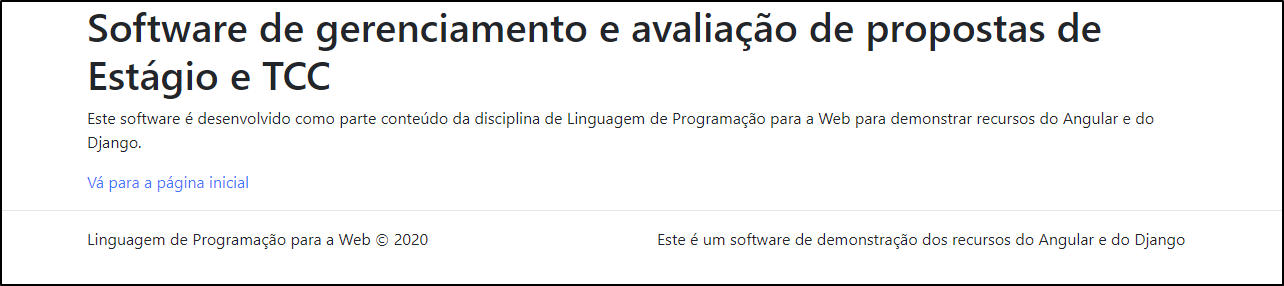 Software de gerenciamento e avaliação de propostas de
Estágio e TCC
Este software é desenvolvido como parte conteúdo da disciplina de Linguagem de Programação para a Web para demonstrar recursos do Angular e do
Django.
Vá para a página inicial
Linguagem de Programação para a Web © 2020
Este é um software de demonstração dos recursos do Angular e do Django